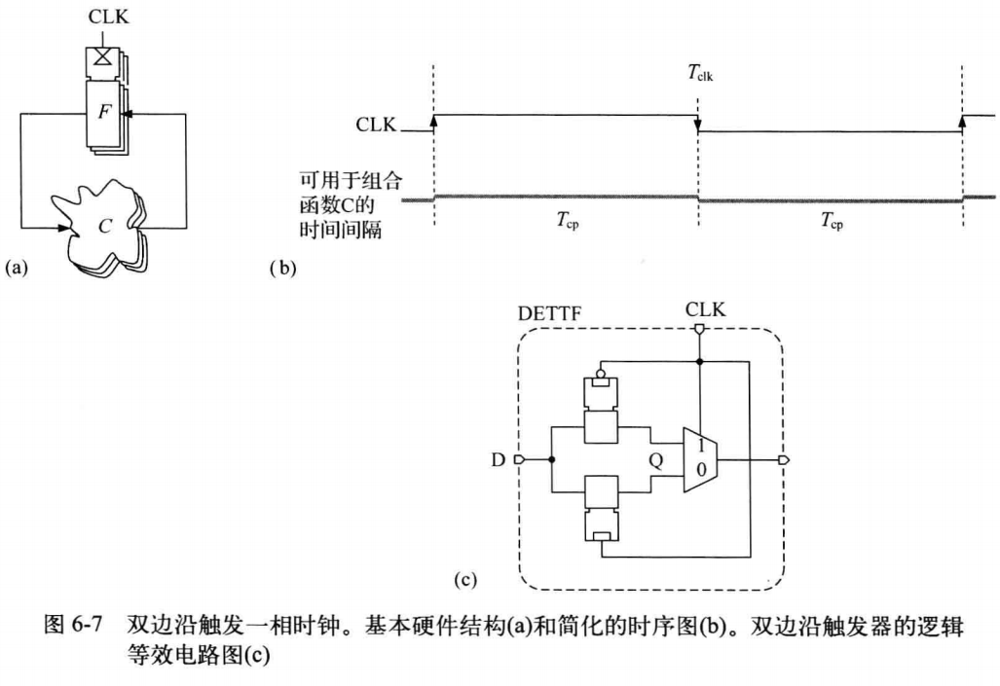 CLK
F
C
(a)
T_clk
CLK
可用于组合
函数C的
时间间隔
T_cp
T_cp
(b)
DETTF
CLK
D
Q
1
0
(c)
图 6-7 双边沿触发一相时钟。基本硬件结构(a)和简化的时序图(b)。双边沿触发器的逻辑
等效电路图(c)